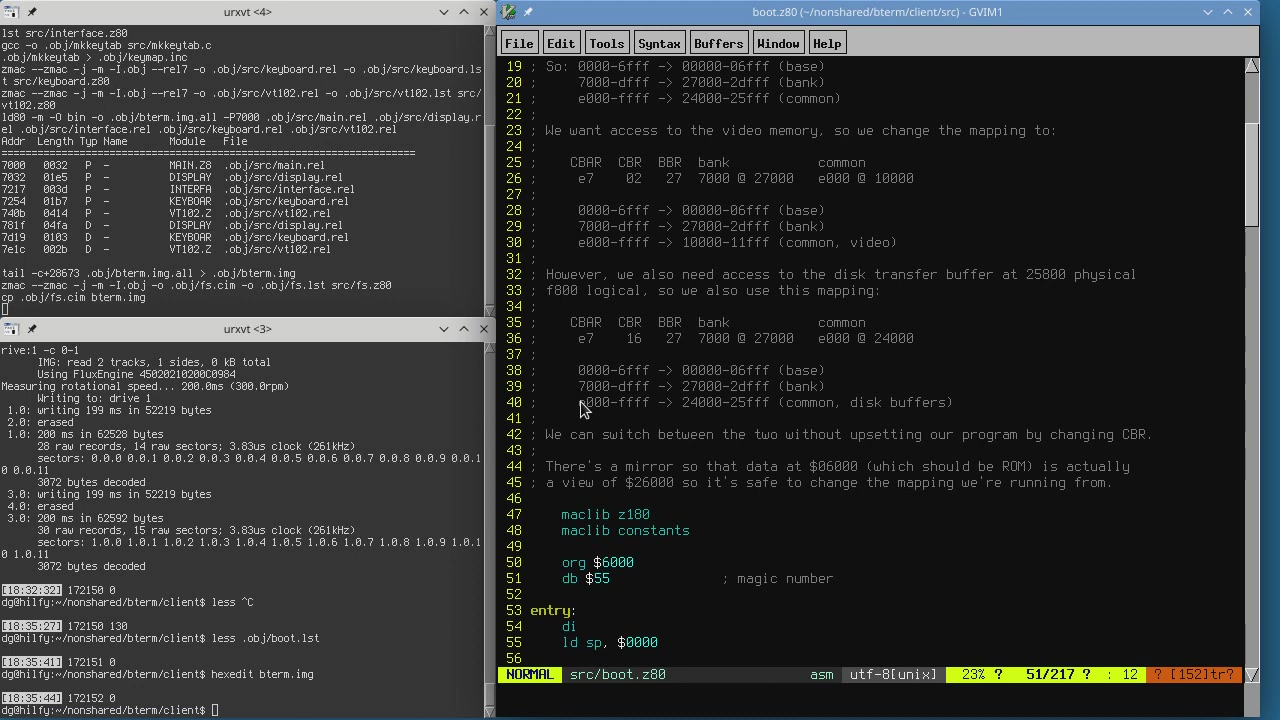 urxvt <4>
lst src/interface.z80
gcc -o .obj/mkkeytab src/mkkeytab.c
.obj/mkkeytab > .obj/keymap.inc
zmac --zmac -j -m -I.obj --rel7 -o .obj/src/keyboard.rel -o .obj/src/keyboard.ls
t src/keyboard.z80
zmac --zmac -j -m -I.obj --rel7 -o .obj/src/vt102.rel -o .obj/src/vt102.lst src/
vt102.z80
ld80 -m -O bin -o .obj/bterm.img.all -P7000 .obj/src/main.rel .obj/src/display.r
el .obj/src/interface.rel .obj/src/keyboard.rel .obj/src/vt102.rel
Addr Length Typ Name Module File
================================================================
7000 0032 P - MAIN.Z8 .obj/src/main.rel
7032 01e5 P - DISPLAY .obj/src/display.rel
7217 003d P - INTERFA .obj/src/interface.rel
7254 01b7 P - KEYBOAR .obj/src/keyboard.rel
740b 0414 P - VT102.Z .obj/src/vt102.rel
781f 04fa D - DISPLAY .obj/src/display.rel
7d19 0103 D - KEYBOAR .obj/src/keyboard.rel
7e1c 002b D - VT102.Z .obj/src/vt102.rel
tail -c+28673 .obj/bterm.img.all > .obj/bterm.img
zmac --zmac -j -m -I.obj -o .obj/fs.cim -o .obj/fs.lst src/fs.z80
cp .obj/fs.cim bterm.img
urxvt <3>
rive:1 -c 0-1
IMG: read 2 tracks, 1 sides, 0 kB total
Using FluxEngine 45020210200C0984
Measuring rotational speed... 200.0ms (300.0rpm)
Writing to: drive 1
1.0: writing 199 ms in 52219 bytes
2.0: erased
1.0: 200 ms in 62528 bytes
28 raw records, 14 raw sectors; 3.83us clock (261kHz)
sectors: 0.0.0 0.0.1 0.0.2 0.0.3 0.0.4 0.0.5 0.0.6 0.0.7 0.0.8 0.0.9 0.0.1
0 0.0.11
3072 bytes decoded
3.0: writing 199 ms in 52219 bytes
4.0: erased
3.0: 200 ms in 62592 bytes
30 raw records, 15 raw sectors; 3.83us clock (261kHz)
sectors: 1.0.0 1.0.1 1.0.2 1.0.3 1.0.4 1.0.5 1.0.6 1.0.7 1.0.8 1.0.9 1.0.1
0 1.0.11
3072 bytes decoded
[18:32:32] 172150 0
dg@hilfy:~/nonshared/bterm/client$ less ^C
[18:35:27] 172150 130
dg@hilfy:~/nonshared/bterm/client$ less .obj/boot.lst
[18:35:41] 172151 0
dg@hilfy:~/nonshared/bterm/client$ hexedit bterm.img
[18:35:44] 172152 0
dg@hilfy:~/nonshared/bterm/client$
boot.z80 (~/nonshared/bterm/client/src) - GVIM1
File Edit Tools Syntax Buffers Window Help
19 ; So: 0000-6fff -> 00000-06fff (base)
20 ; 7000-dfff -> 27000-2dfff (bank)
21 ; e000-ffff -> 24000-25fff (common)
22 ;
23 ; We want access to the video memory, so we change the mapping to:
24 ;
25 ; CBAR CBR BBR bank common
26 ; e7 02 27 7000 @ 27000 e000 @ 10000
27 ;
28 ; 0000-6fff -> 00000-06fff (base)
29 ; 7000-dfff -> 27000-2dfff (bank)
30 ; e000-ffff -> 10000-11fff (common, video)
31 ;
32 ; However, we also need access to the disk transfer buffer at 25800 physical
33 ; f800 logical, so we also use this mapping:
34 ;
35 ; CBAR CBR BBR bank common
36 ; e7 16 27 7000 @ 27000 e000 @ 24000
37 ;
38 ; 0000-6fff -> 00000-06fff (base)
39 ; 7000-dfff -> 27000-2dfff (bank)
40 ; e000-ffff -> 24000-25fff (common, disk buffers)
41 ;
42 ; We can switch between the two without upsetting our program by changing CBR.
43 ;
44 ; There's a mirror so that data at $06000 (which should be ROM) is actually
45 ; a view of $26000 so it's safe to change the mapping we're running from.
46
47 maclib z180
48 maclib constants
49
50 org $6000
51 db $55 ; magic number
52
53 entry:
54 di
55 ld sp, $0000
56
NORMAL src/boot.z80 asm utf-8[unix] 23% ? 51/217 ? : 12 ? [152]tr?